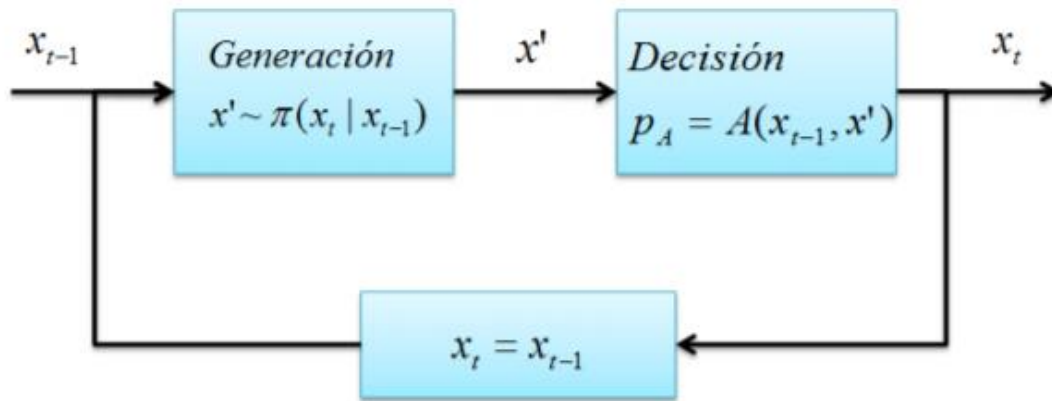 x_{t-1}
Generación
x' ~ π(x_t | x_{t-1})
x'
Decisión
p_A = A(x_{t-1}, x')
x_t
x_t = x_{t-1}